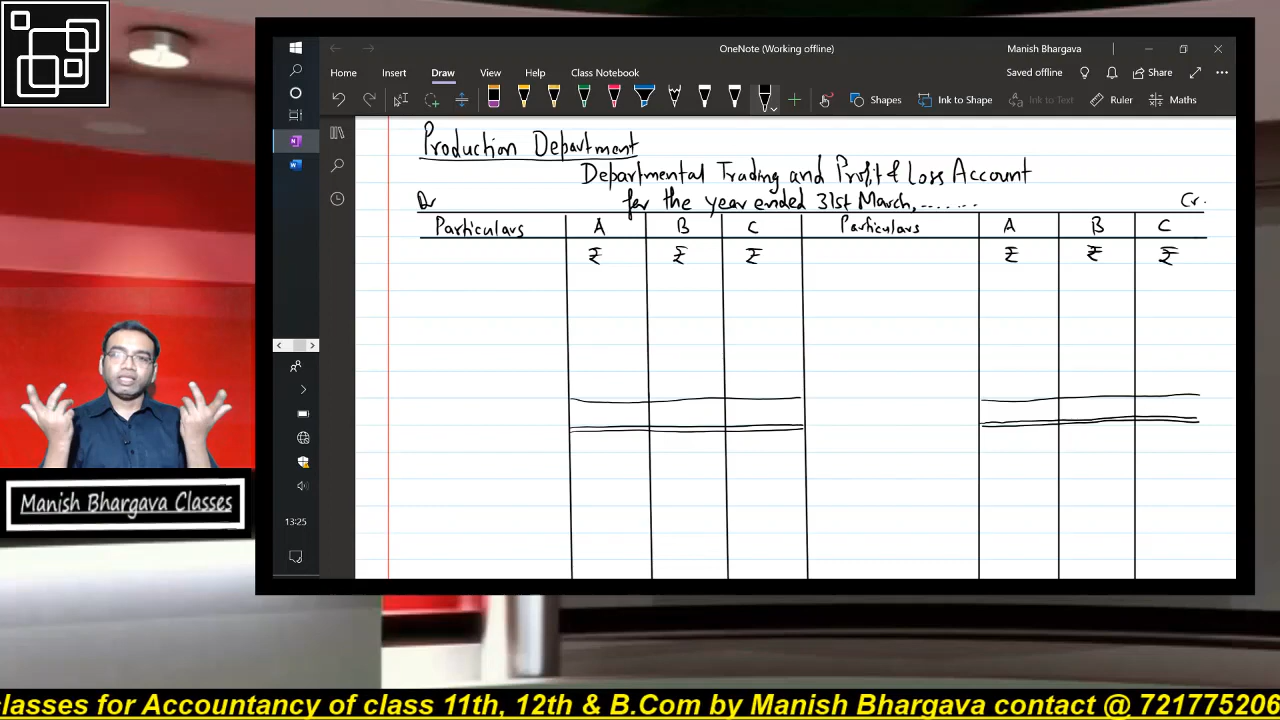 OneNote (Working offline)
Manish Bhargava
Home Insert Draw View Help Class Notebook
Saved offline
Share
Shapes
Ink to Shape
Ink to Text
Ruler
Maths
Production Department
Departmental Trading and Profit & Loss Account
Dr for the year ended 31st March,....... Cr.
Particulars A B C Particulars A B C
₹ ₹ ₹ ₹ ₹ ₹
Manish Bhargava Classes
13:25
classes for Accountancy of class 11th, 12th & B.Com by Manish Bhargava contact @ 721775206